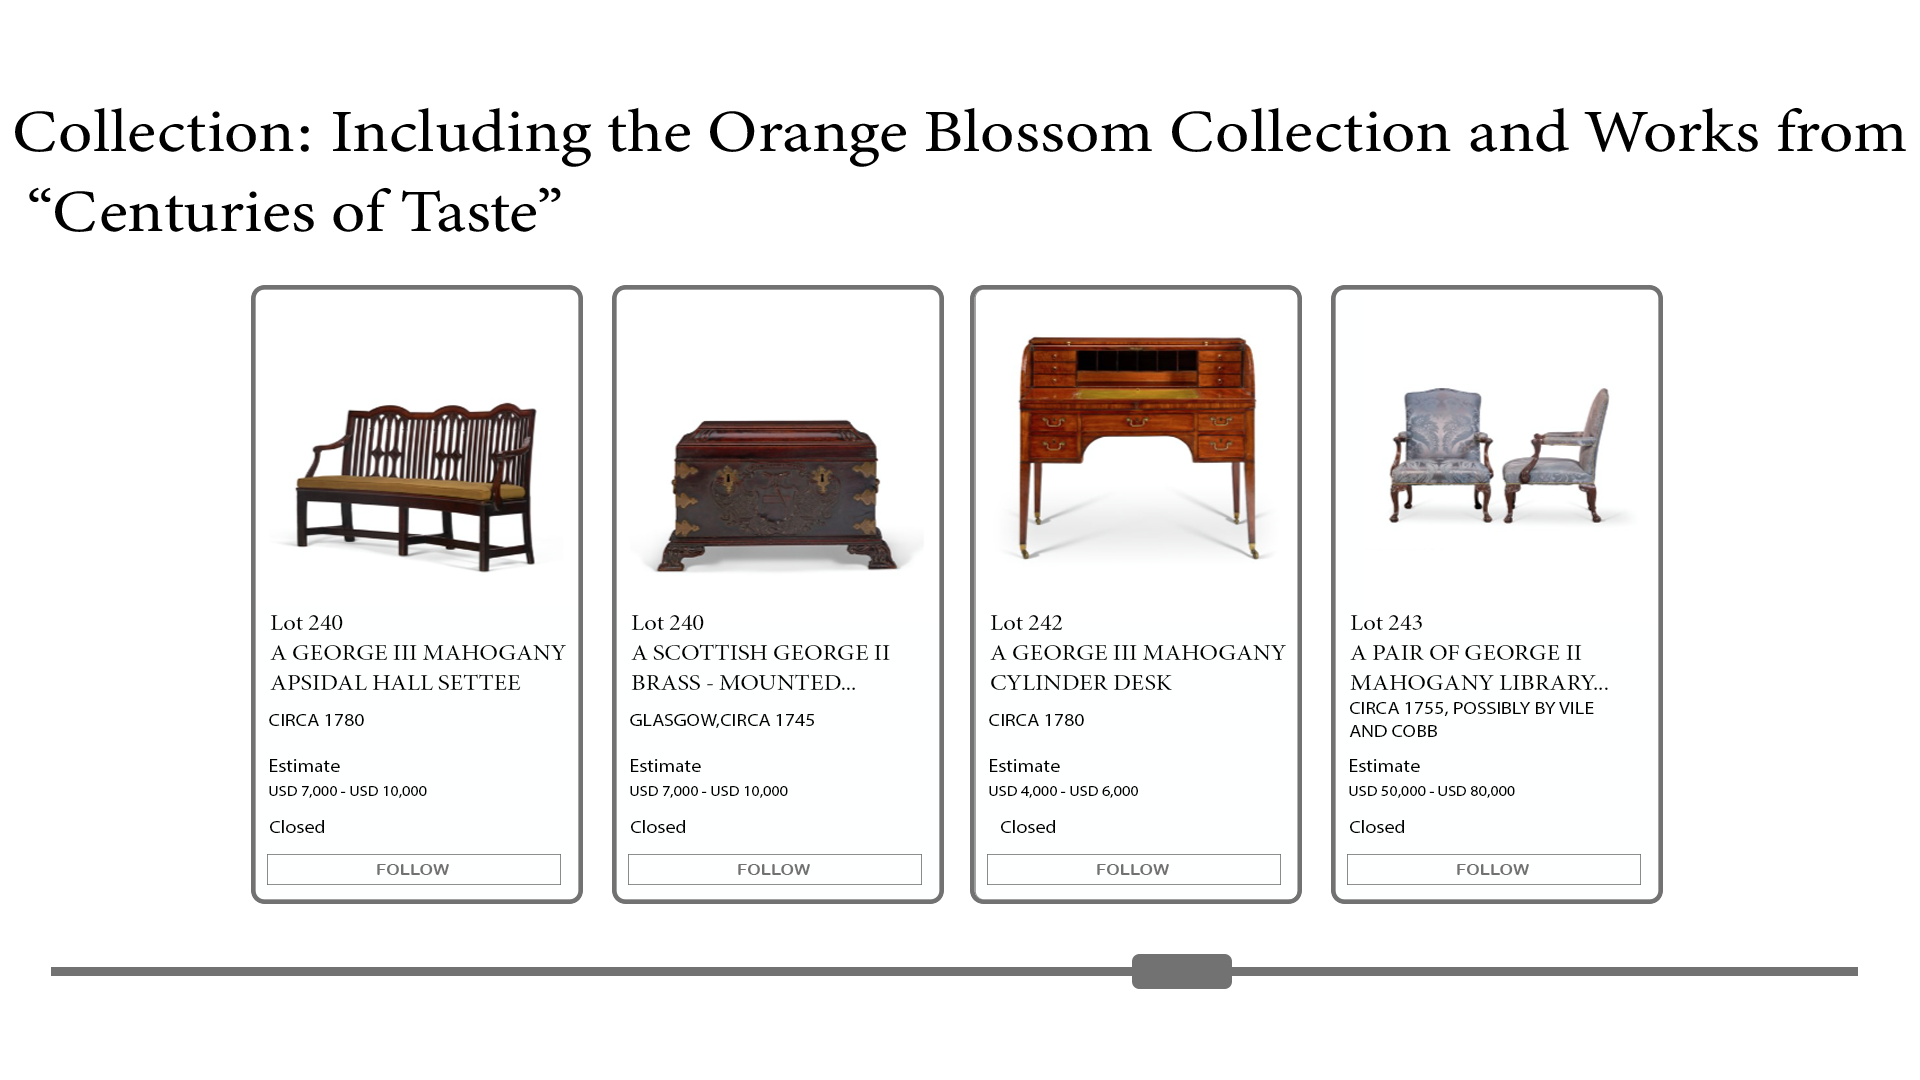 Collection: Including the Orange Blossom Collection and Works from
“Centuries of Taste”
Lot 240
A GEORGE III MAHOGANY
APSIDAL HALL SETTEE
CIRCA 1780
Estimate
USD 7,000 - USD 10,000
Closed
FOLLOW
Lot 240
A SCOTTISH GEORGE II
BRASS - MOUNTED...
GLASGOW,CIRCA 1745
Estimate
USD 7,000 - USD 10,000
Closed
FOLLOW
Lot 242
A GEORGE III MAHOGANY
CYLINDER DESK
CIRCA 1780
Estimate
USD 4,000 - USD 6,000
Closed
FOLLOW
Lot 243
A PAIR OF GEORGE II
MAHOGANY LIBRARY...
CIRCA 1755, POSSIBLY BY VILE
AND COBB
Estimate
USD 50,000 - USD 80,000
Closed
FOLLOW